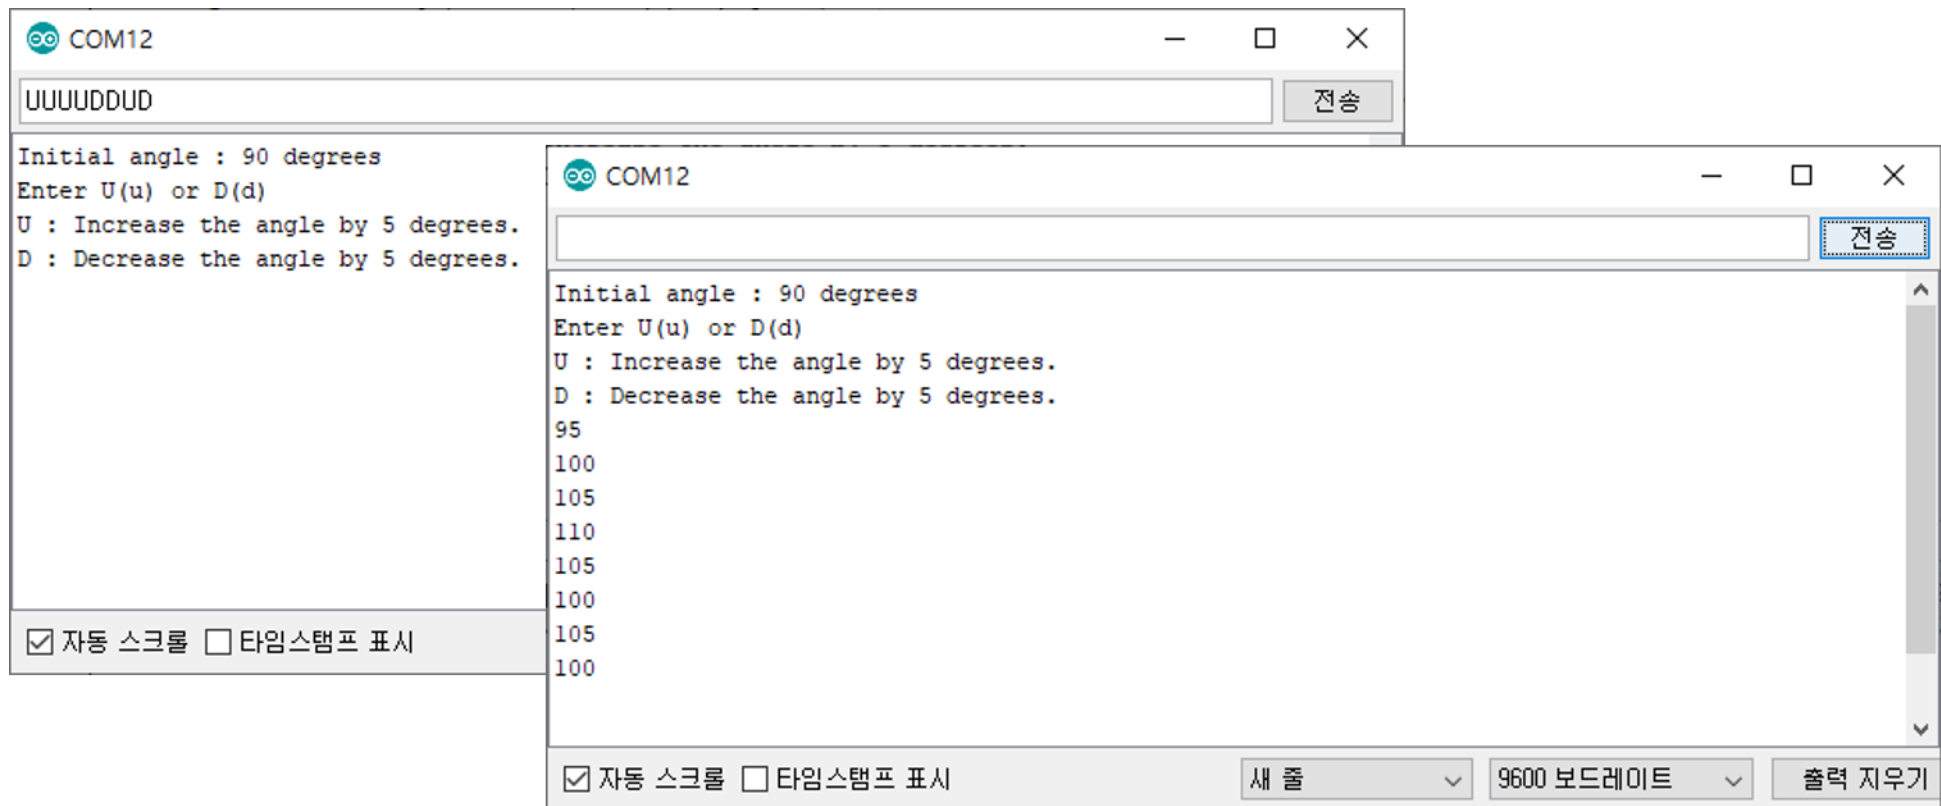 COM12
UUUUDDUD
전송
Initial angle : 90 degrees
Enter U(u) or D(d)
U : Increase the angle by 5 degrees.
D : Decrease the angle by 5 degrees.
자동 스크롤 타임스탬프 표시
COM12
전송
Initial angle : 90 degrees
Enter U(u) or D(d)
U : Increase the angle by 5 degrees.
D : Decrease the angle by 5 degrees.
95
100
105
110
105
100
105
100
자동 스크롤 타임스탬프 표시 새 줄 9600 보드레이트 출력 지우기